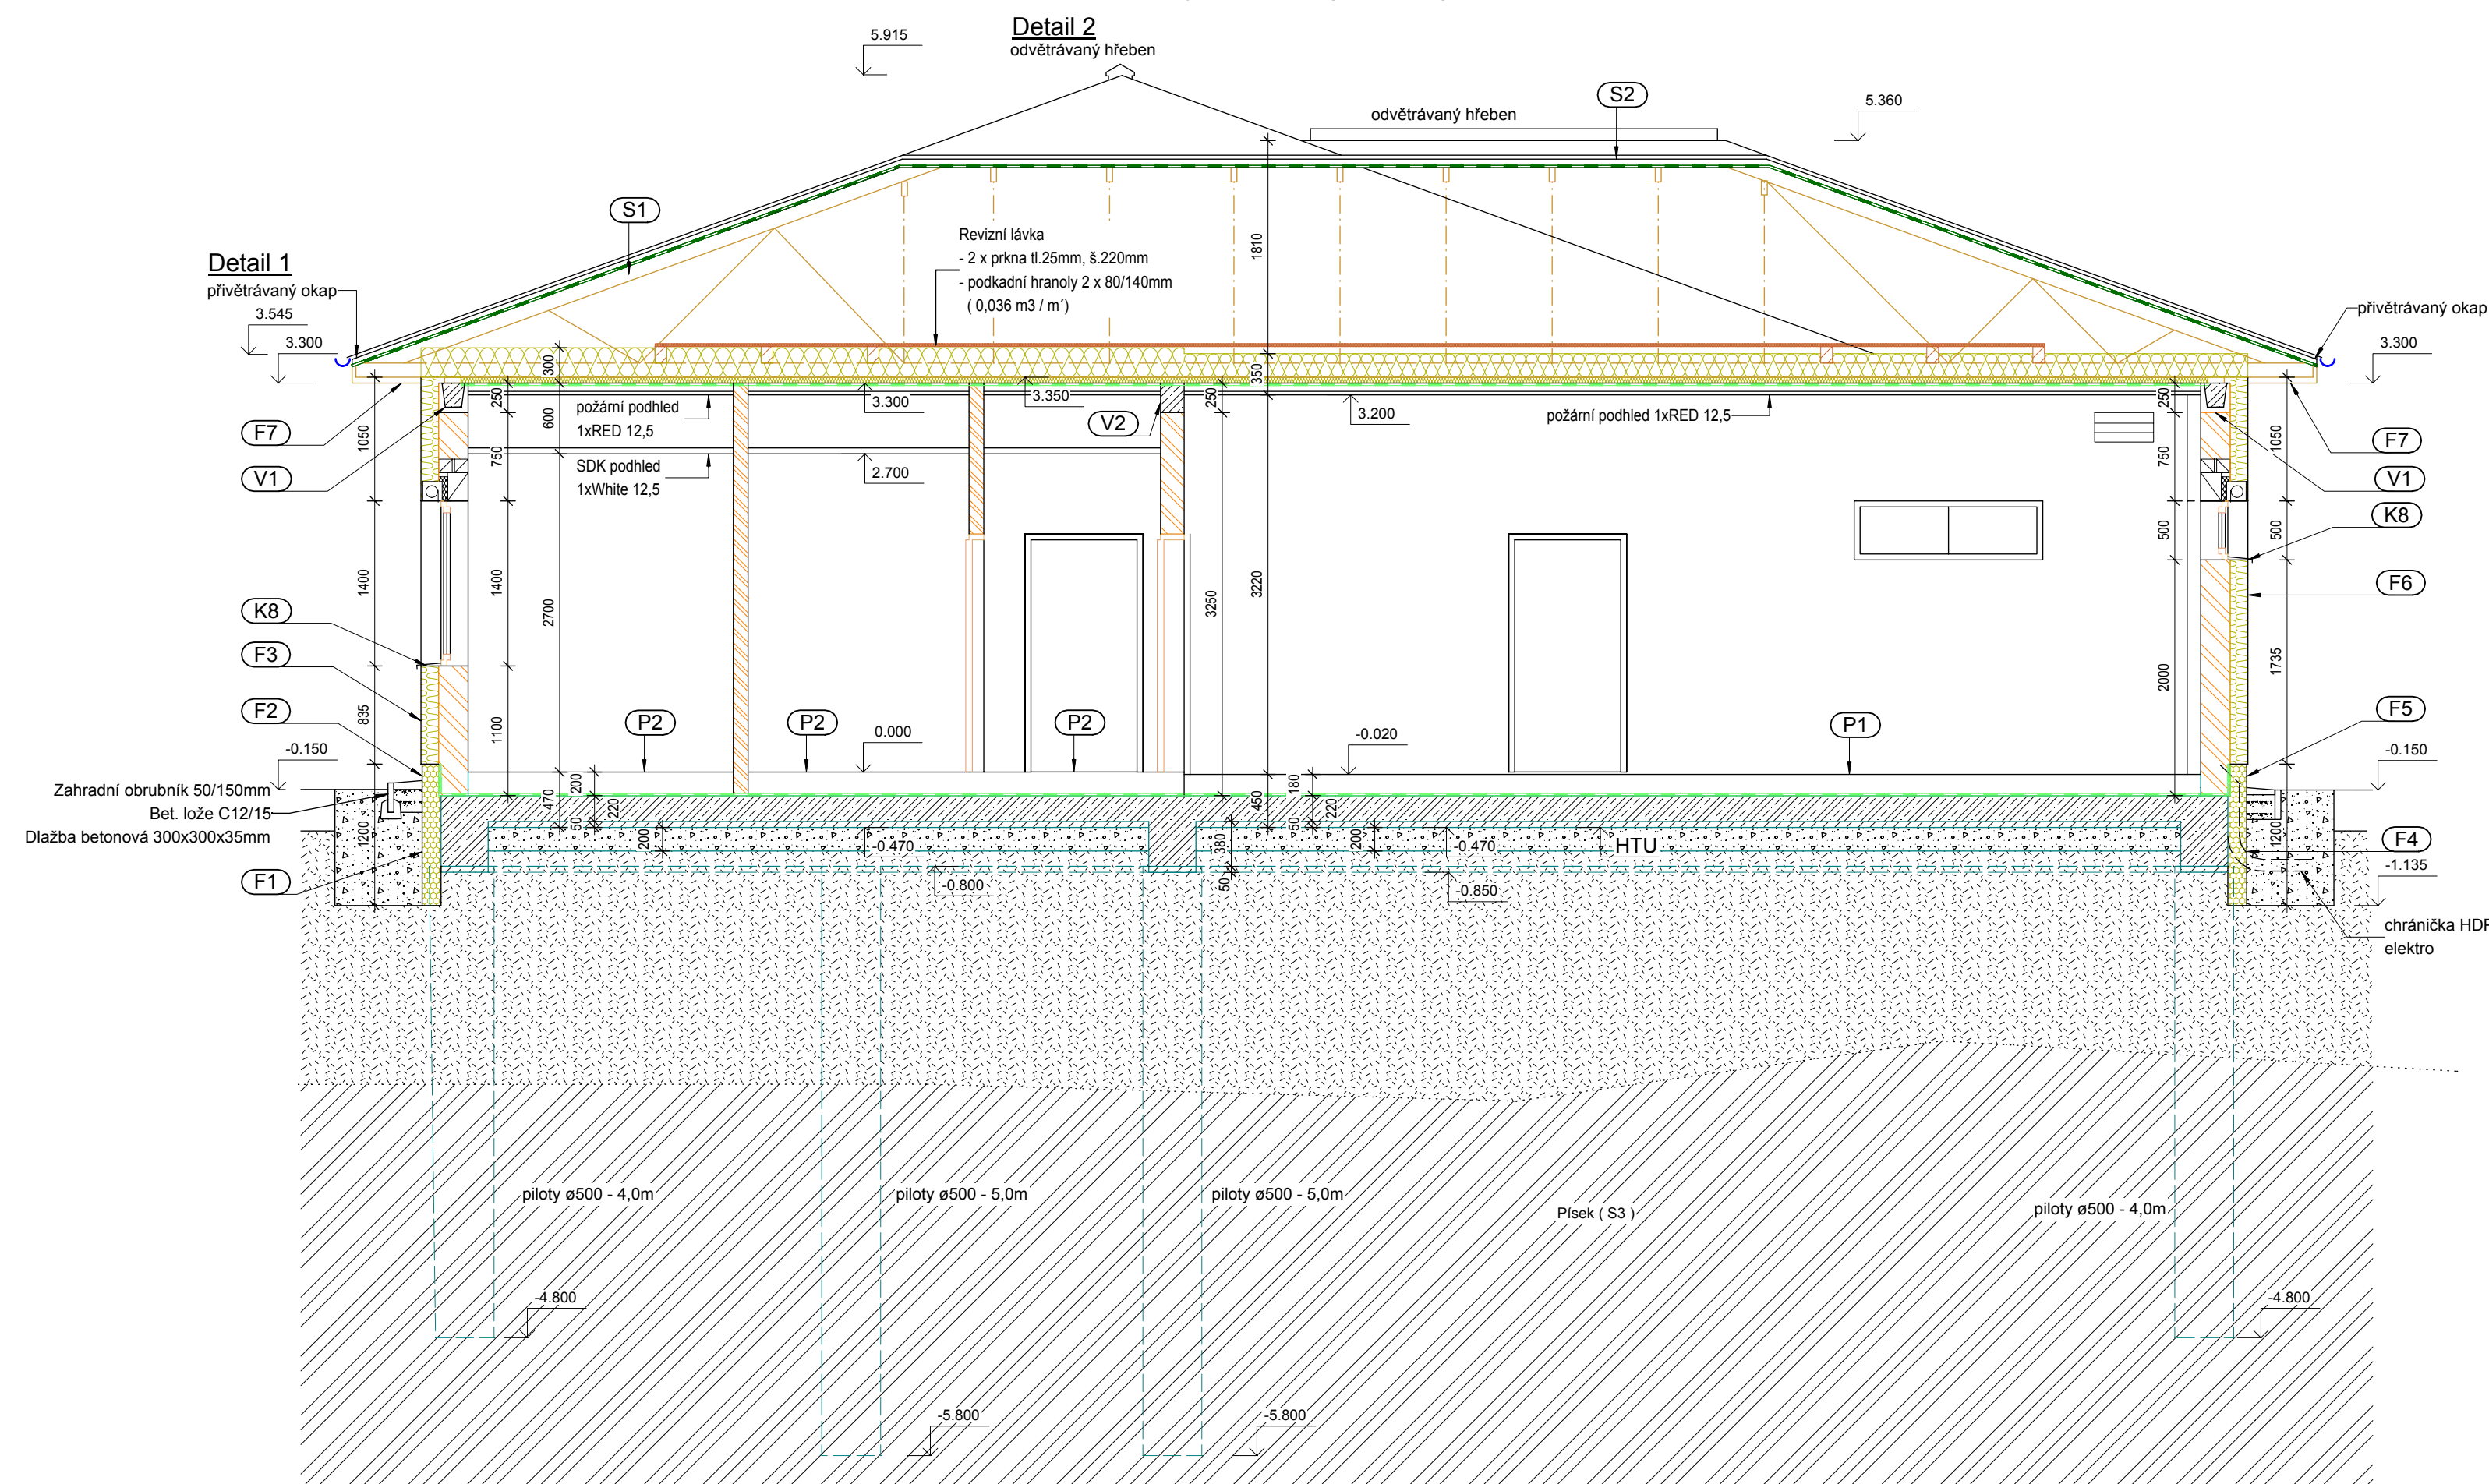 Detail 2
odvětrávaný hřeben
5.915
S2
5.360
odvětrávaný hřeben
S1
Revizní lávka
- 2 x prkna tl.25mm, š.220mm
- podkadní hranoly 2 x 80/140mm
( 0,036 m3 / m´)
1810
Detail 1
přivětrávaný okap
3.545
3.300
přivětrávaný okap
3.300
300
350
250
600
požární podhled
1xRED 12,5
3.300
3.350
V2
250
3.200
požární podhled 1xRED 12,5
250
F7
1050
V1
750
SDK podhled
1xWhite 12,5
2.700
750
1050
F7
V1
K8
500
500
1400
1400
2700
3250
3220
F6
K8
F3
F2
835
1100
2000
1735
F5
P2
P2
P2
P1
0.000
-0.020
-0.150
-0.150
Zahradní obrubník 50/150mm
Bet. lože C12/15
Dlažba betonová 300x300x35mm
1200
470
200
220
50
200
450
180
220
50
380
50
200
-0.470
-0.470
HTU
1200
F4
F1
-0.800
-0.850
-1.135
chránička HDP
elektro
piloty ø500 - 4,0m
piloty ø500 - 5,0m
piloty ø500 - 5,0m
Písek ( S3 )
piloty ø500 - 4,0m
-4.800
-4.800
-5.800
-5.800